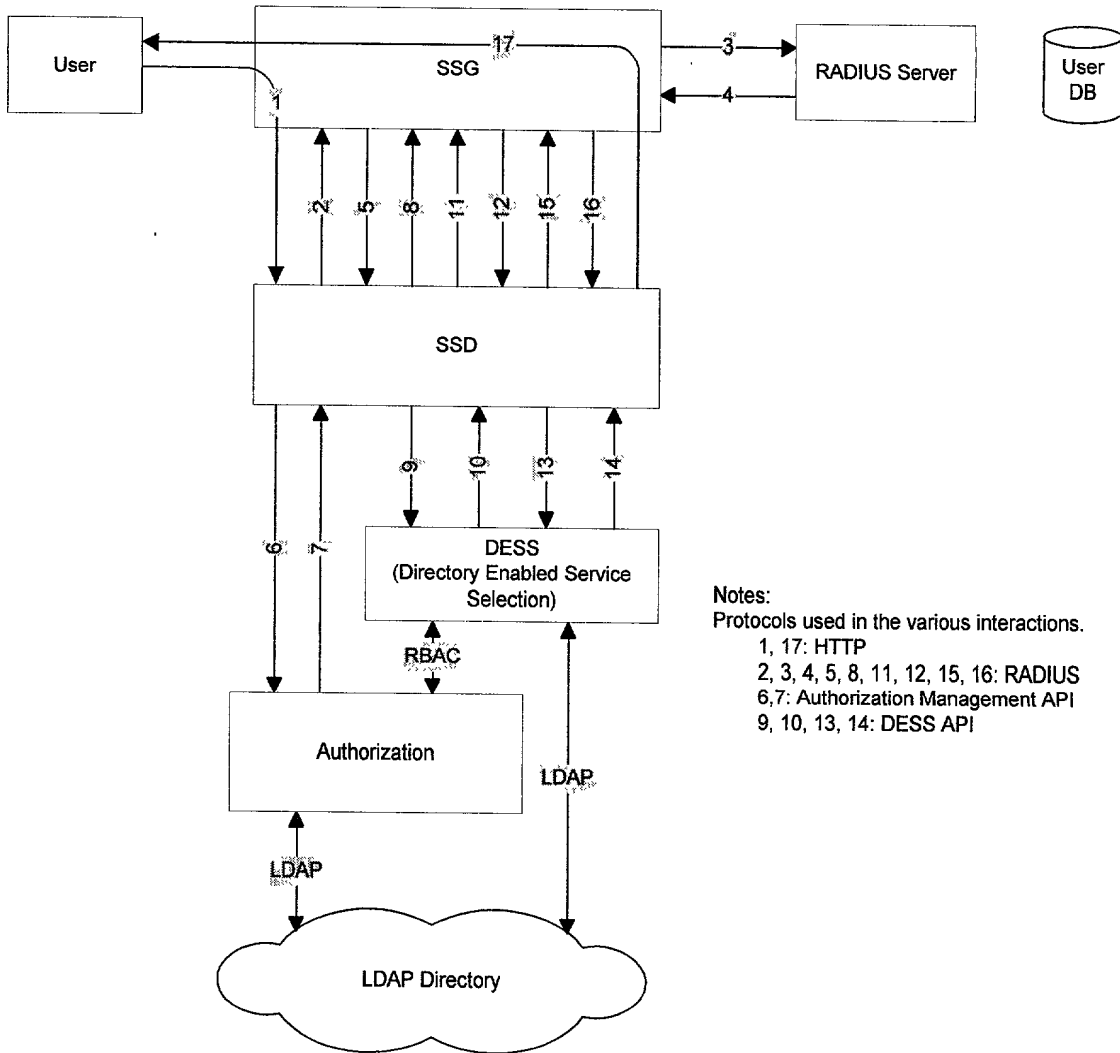 17
User
SSG
3
RADIUS Server
User
DB
4
1
2
5
8
11
12
15
16
SSD
9
10
13
14
6
7
DESS
(Directory Enabled Service
Selection)
RBAC
Notes:
Protocols used in the various interactions.
1, 17: HTTP
2, 3, 4, 5, 8, 11, 12, 15, 16: RADIUS
6,7: Authorization Management API
9, 10, 13, 14: DESS API
Authorization
LDAP
LDAP
LDAP Directory